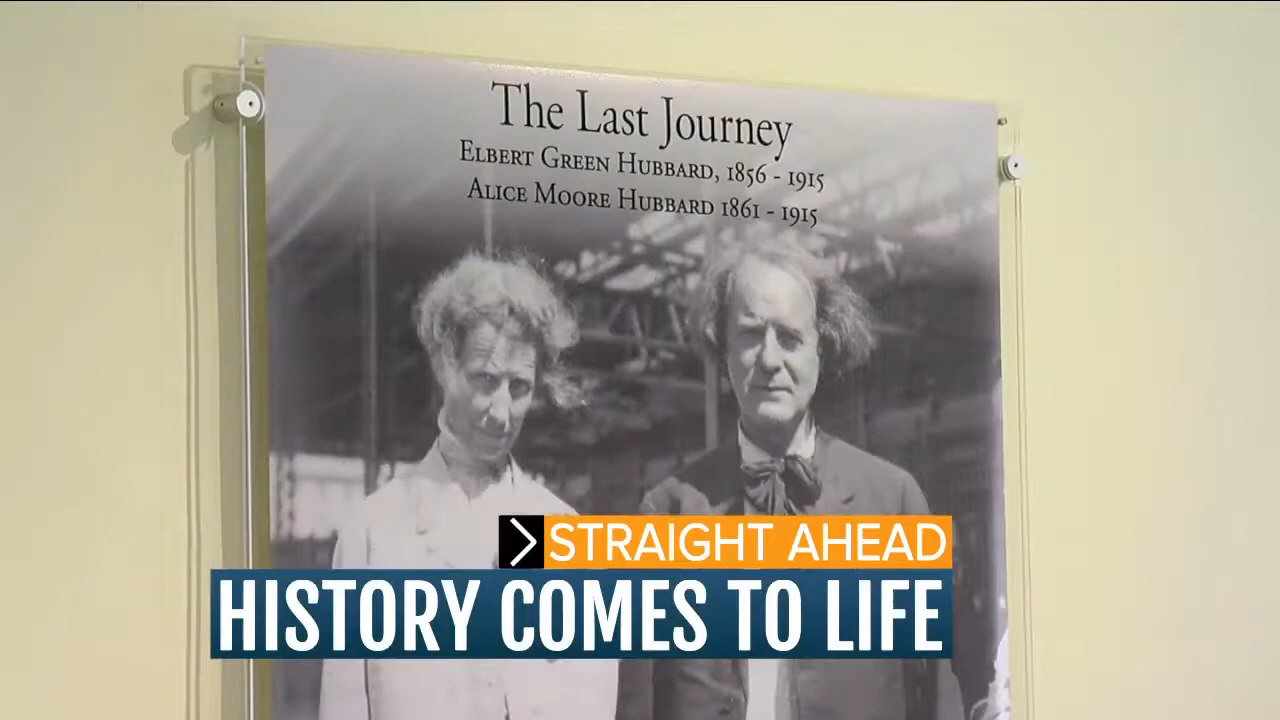 The Last Journey
Elbert Green Hubbard, 1856 - 1915
Alice Moore Hubbard 1861 - 1915
STRAIGHT AHEAD
HISTORY COMES TO LIFE